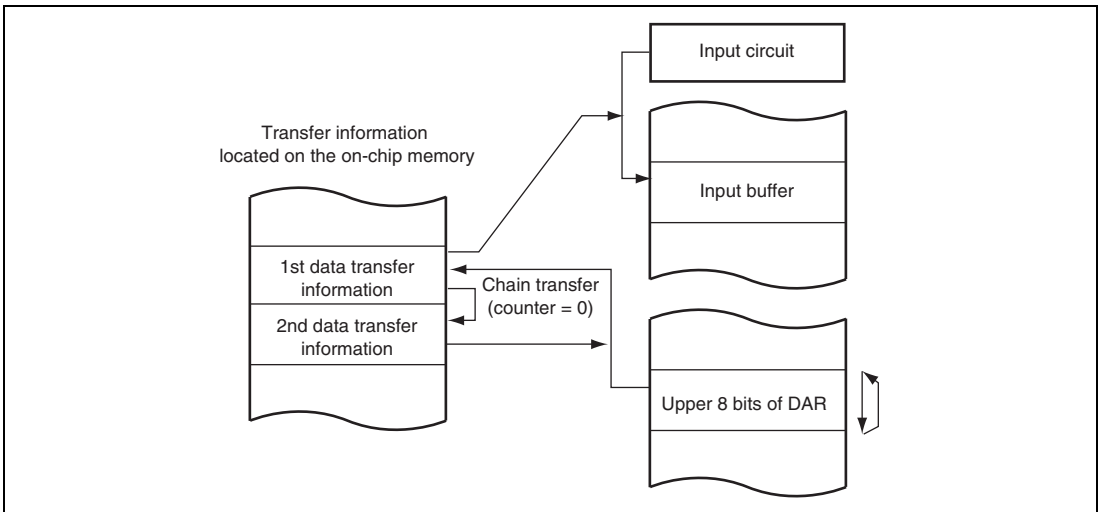 Input circuit
Transfer information
located on the on-chip memory
Input buffer
1st data transfer
information
Chain transfer
(counter = 0)
2nd data transfer
information
Upper 8 bits of DAR